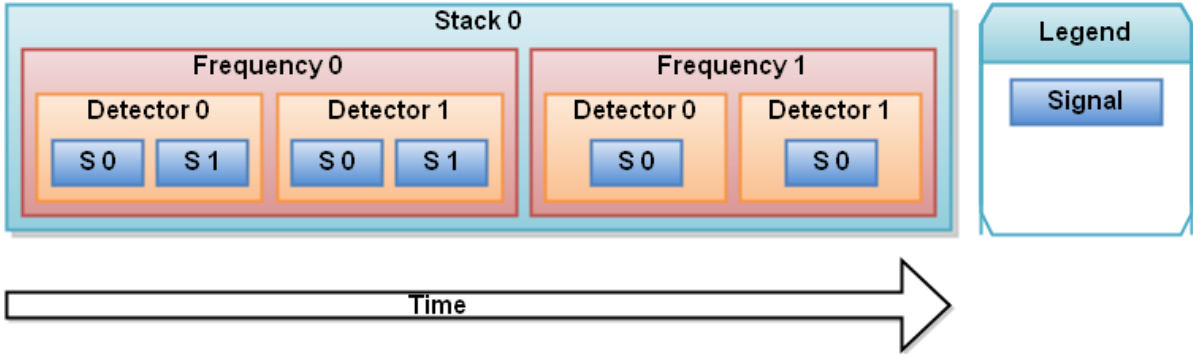 Stack 0
Frequency 0
Frequency 1
Detector 0
Detector 1
Detector 0
Detector 1
S 0
S 1
S 0
S 1
S 0
S 0
Legend
Signal
Time